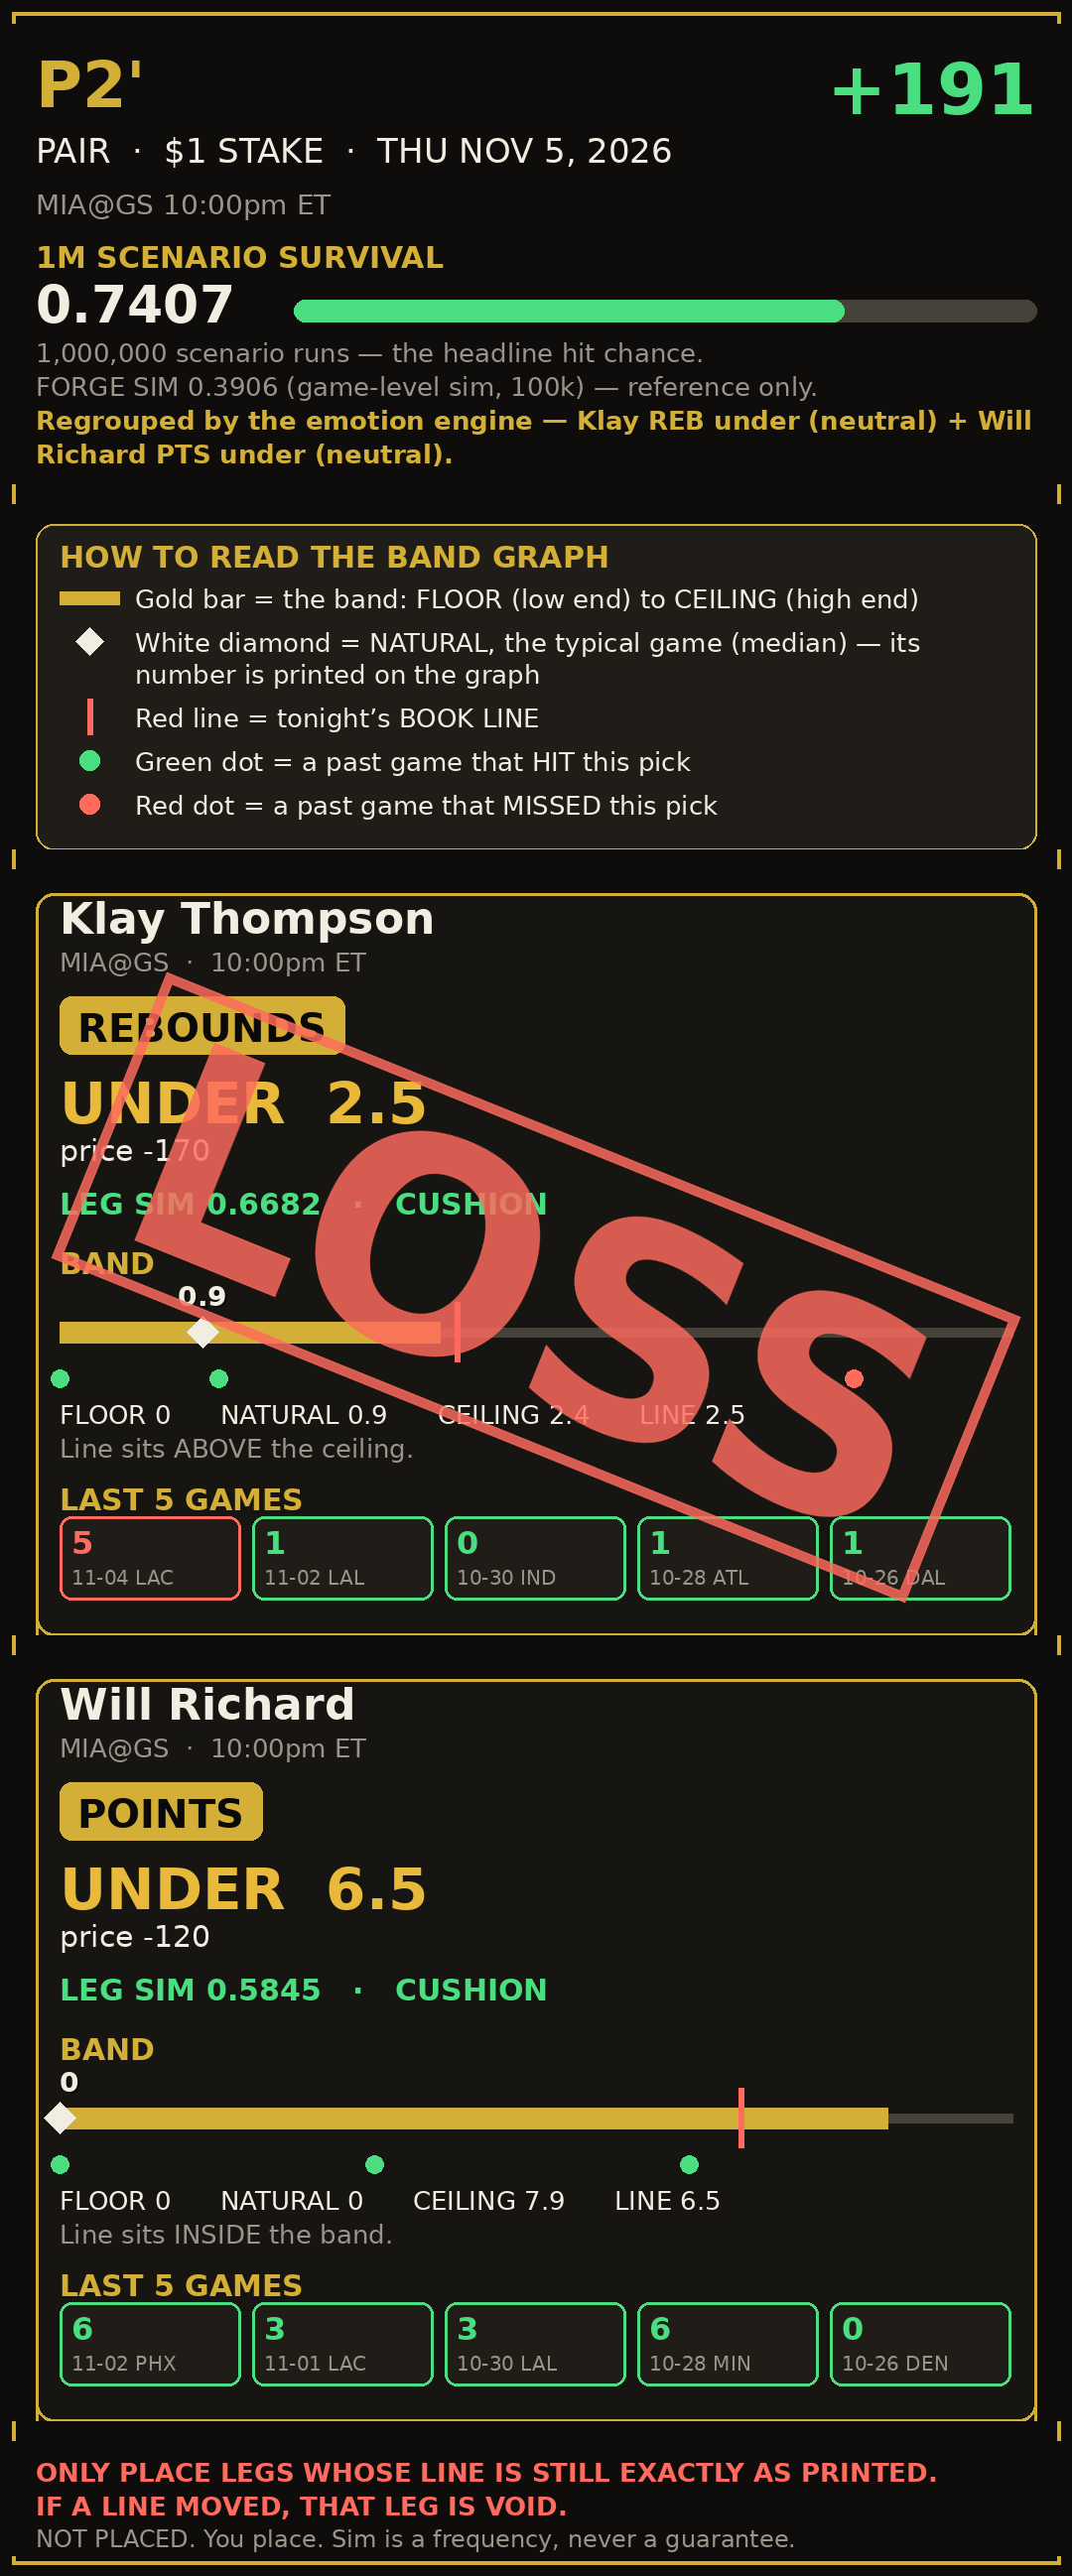 P2'
+191
PAIR · $1 STAKE · THU NOV 5, 2026
MIA@GS 10:00pm ET
1M SCENARIO SURVIVAL
0.7407
1,000,000 scenario runs — the headline hit chance.
FORGE SIM 0.3906 (game-level sim, 100k) — reference only.
Regrouped by the emotion engine — Klay REB under (neutral) + Will
Richard PTS under (neutral).
HOW TO READ THE BAND GRAPH
Gold bar = the band: FLOOR (low end) to CEILING (high end)
White diamond = NATURAL, the typical game (median) — its
number is printed on the graph
Red line = tonight’s BOOK LINE
Green dot = a past game that HIT this pick
Red dot = a past game that MISSED this pick
Klay Thompson
MIA@GS · 10:00pm ET
REBOUNDS
UNDER 2.5
price -170
LEG SIM 0.6682 · CUSHION
BAND
0.9
FLOOR 0 NATURAL 0.9 CEILING 2.4 LINE 2.5
Line sits ABOVE the ceiling.
LAST 5 GAMES
5 1 0 1 1
11-04 LAC 11-02 LAL 10-30 IND 10-28 ATL 10-26 DAL
LOSS
Will Richard
MIA@GS · 10:00pm ET
POINTS
UNDER 6.5
price -120
LEG SIM 0.5845 · CUSHION
BAND
0
FLOOR 0 NATURAL 0 CEILING 7.9 LINE 6.5
Line sits INSIDE the band.
LAST 5 GAMES
6 3 3 6 0
11-02 PHX 11-01 LAC 10-30 LAL 10-28 MIN 10-26 DEN
ONLY PLACE LEGS WHOSE LINE IS STILL EXACTLY AS PRINTED.
IF A LINE MOVED, THAT LEG IS VOID.
NOT PLACED. You place. Sim is a frequency, never a guarantee.